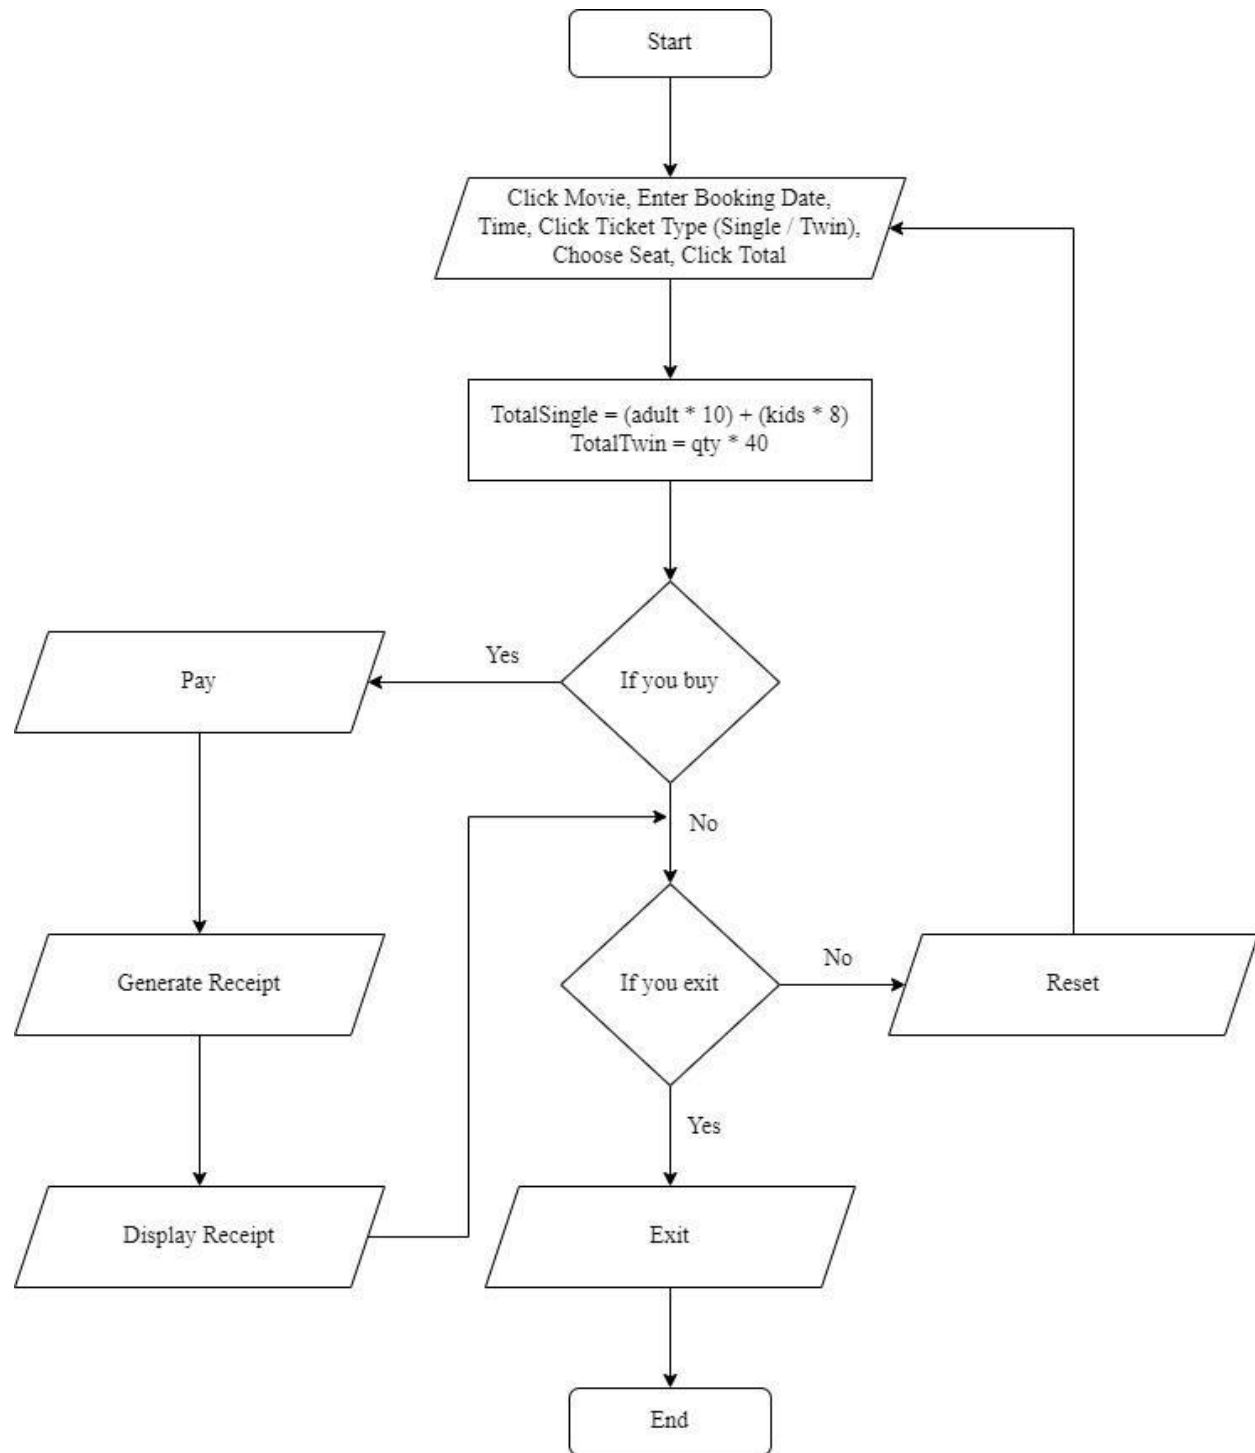 Start
Click Movie, Enter Booking Date,
Time, Click Ticket Type (Single / Twin),
Choose Seat, Click Total
TotalSingle = (adult * 10) + (kids * 8)
TotalTwin = qty * 40
If you buy
Yes
Pay
No
Generate Receipt
If you exit
No
Reset
Yes
Display Receipt
Exit
End